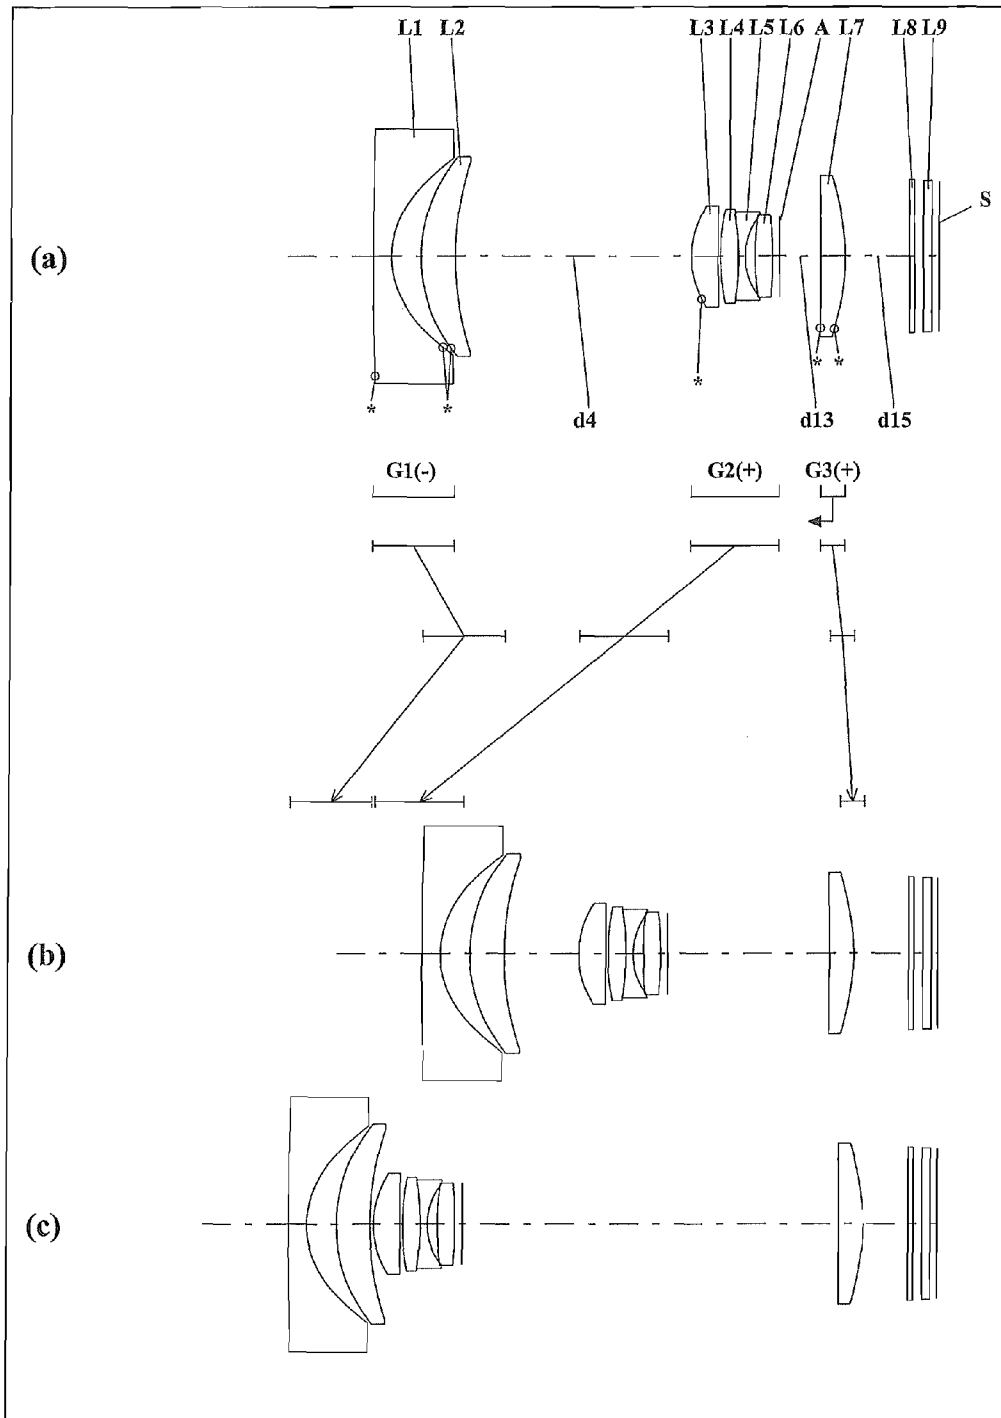 L1 L2 L3 L4 L5 L6 A L7 L8 L9
S
(a)
* * * * *
d4 d13 d15
G1(-) G2(+) G3(+)
(b)
(c)